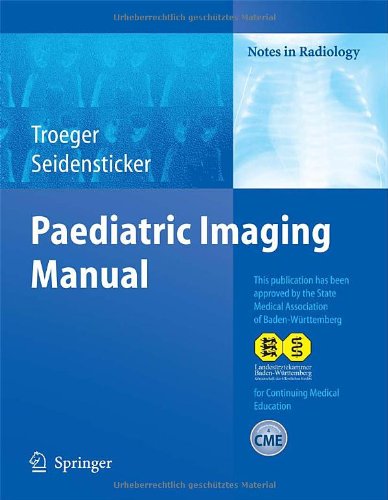 Urheberrechtlich geschütztes Material
Notes in Radiology
Troeger
Seidensticker
Paediatric Imaging
Manual
This publication has been
approved by the State
Medical Association
of Baden-Württemberg
Landesärztekammer
Baden-Württemberg
for Continuing Medical
Education
CME
Springer
Urheberrechtlich geschütztes Material